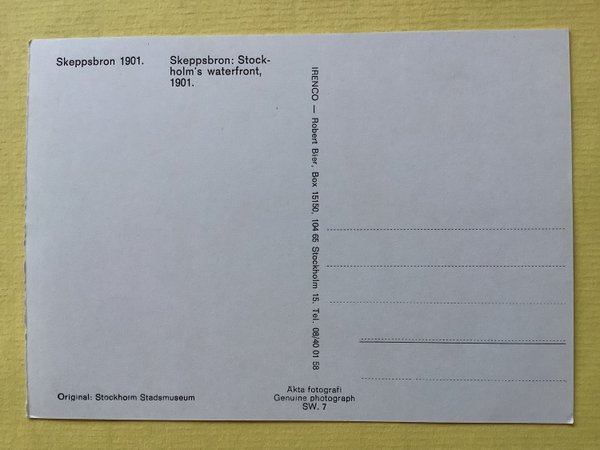 Skeppsbron 1901.
Skeppsbron: Stock-
holm's waterfront,
1901.
IRENCO — Robert Bier, Box 15150, 104 65 Stockholm 15. Tel. 08/40 01 58
Original: Stockholm Stadsmuseum
Äkta fotografi
Genuine photograph
SW. 7